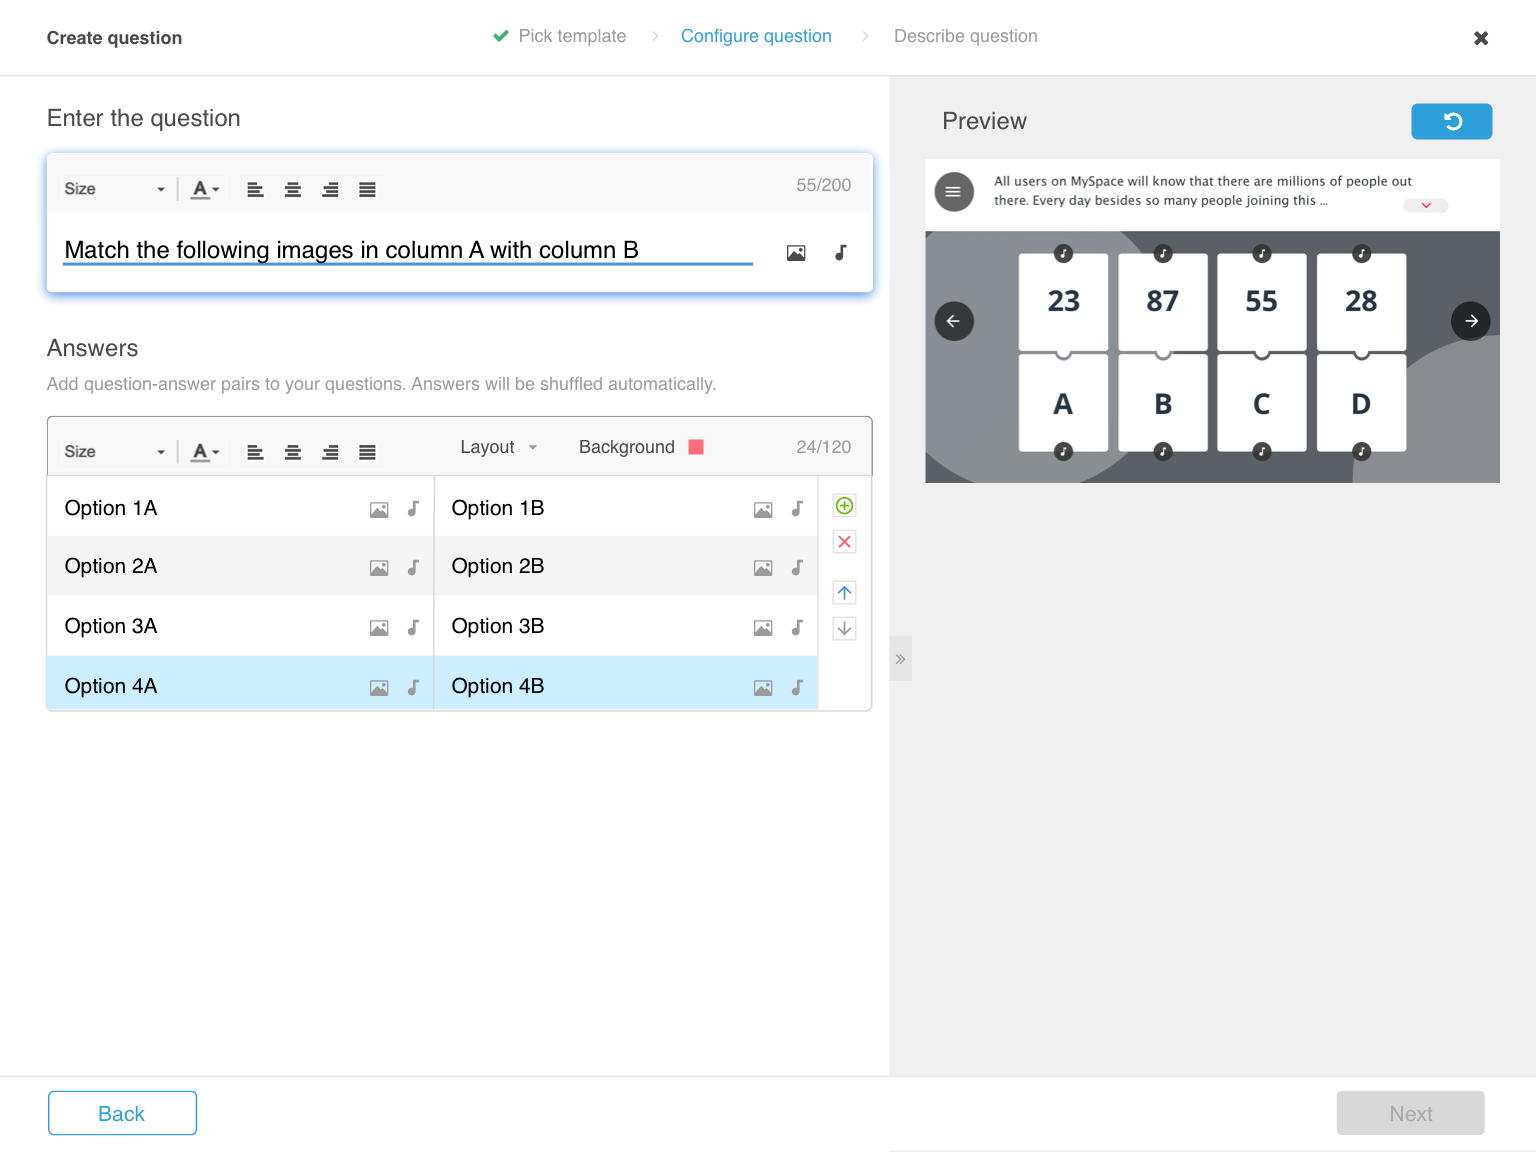 Create question
Pick template
Configure question
Describe question
Enter the question
Size
A
55/200
Match the following images in column A with column B
Answers
Add question-answer pairs to your questions. Answers will be shuffled automatically.
Size
A
Layout
Background
24/120
Option 1A
Option 1B
Option 2A
Option 2B
Option 3A
Option 3B
Option 4A
Option 4B
Preview
All users on MySpace will know that there are millions of people out
there. Every day besides so many people joining this ...
23 87 55 28
A B C D
Back
Next